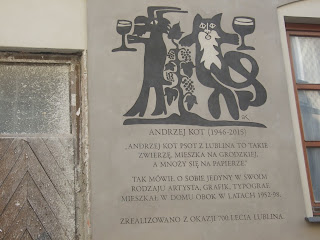 ANDRZEJ KOT (1946-2015)
„ANDRZEJ KOT PSOT Z LUBLINA TO TAKIE
ZWIERZĘ, MIESZKA NA GRODZKIEJ,
A MNOŻY SIĘ NA PAPIERZE"
TAK MÓWIŁ O SOBIE JEDYNY W SWOIM
RODZAJU ARTYSTA, GRAFIK, TYPOGRAF.
MIESZKAŁ W DOMU OBOK W LATACH 1952-98.
ZREALIZOWANO Z OKAZJI 700-LECIA LUBLINA